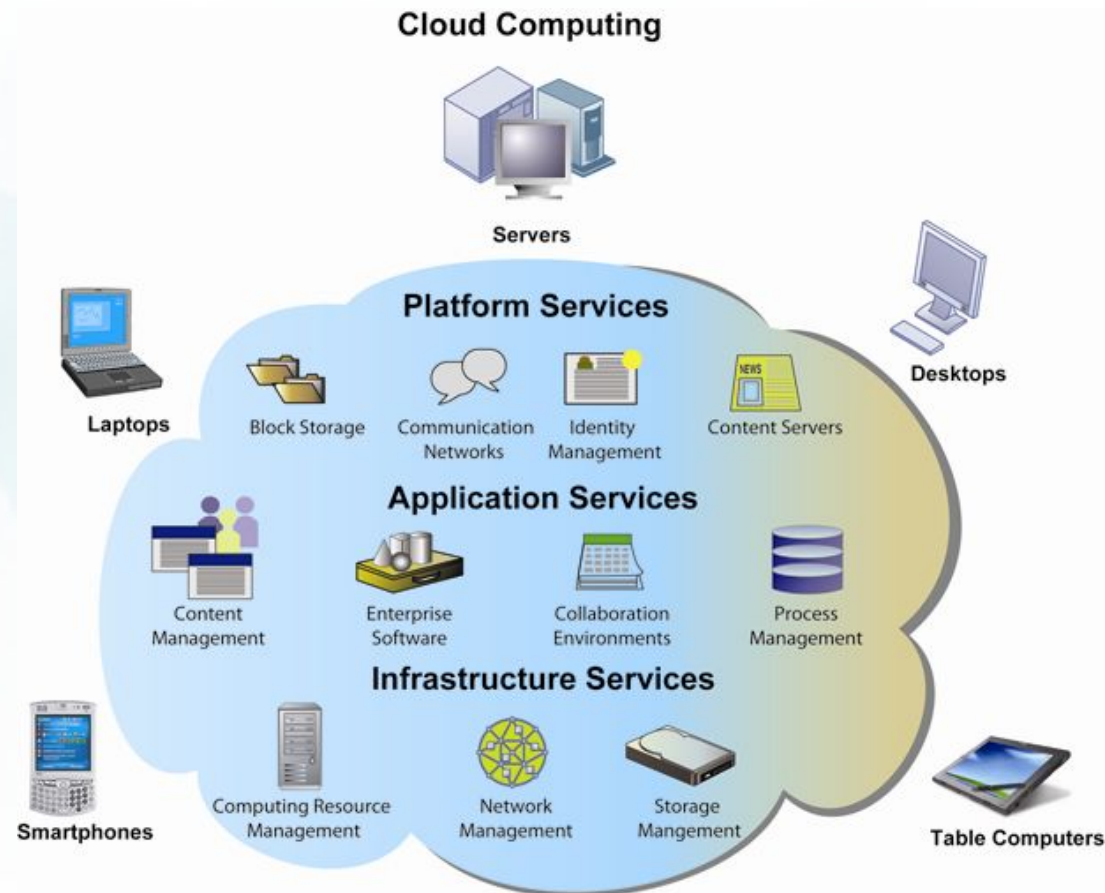 Cloud Computing
Servers
Platform Services
Laptops
Desktops
Block Storage
Communication
Networks
Identity
Management
NEWS
Content Servers
Application Services
Content
Management
Enterprise
Software
Collaboration
Environments
Process
Management
Infrastructure Services
Computing Resource
Management
Network
Management
Storage
Mangement
Smartphones
Table Computers